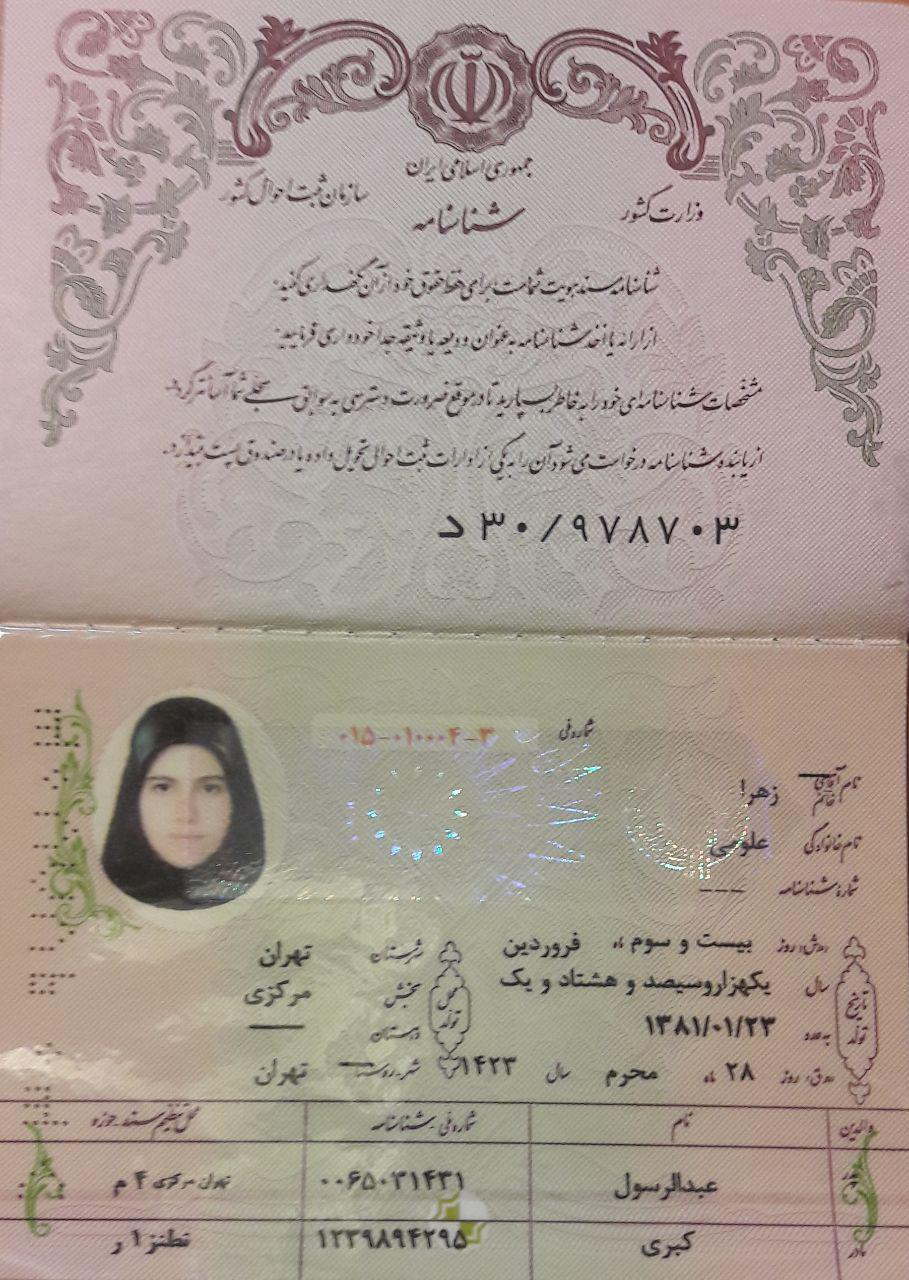 جمهوری اسلامی ایران
وزارت کشور
سازمان ثبت احوال کشور
شناسنامه
شناسنامه سند هویت شماست برای حفظ حقوق خود از آن نگهداری کنید.
از ارائه یا اخذ شناسنامه به عنوان ودیعه یا وثیقه جداً خودداری فرمایید.
مشخصات شناسنامه‌ای خود را به خاطر بسپارید تا در مواقع ضرورت دسترسی به سوابق سجلی شما آسانتر گردد.
از یابنده شناسنامه درخواست می شود آن را به یکی از ادارات ثبت احوال تحویل داده یا در صندوق پست بیندازد.
د ۳۰/۹۷۸۷۰۳
شماره ملی ۰۱۵-۰۱۰۰۰۴-۳
نام آقای خانم زهرا
نام خانوادگی علومی
شماره شناسنامه ---
تاریخ تولد
ه‍.ش: روز بیست و سوم ماه فروردین
سال یکهزاروسیصد و هشتاد و یک
به عدد ۱۳۸۱/۰۱/۲۳
ه‍.ق: روز ۲۸ ماه محرم سال ۱۴۲۳
محل تولد
شهرستان تهران
بخش مرکزی
دهستان —
شهر-روستا تهران
والدین نام شماره ملی-شناسنامه محل تنظیم سند-حوزه
پدر عبدالرسول ۰۰۶۵۰۳۱۴۳۱ تهران مرکزی ۴ م
مادر کبری ۱۲۳۹۸۹۴۲۹۵ نطنز ۱ ر